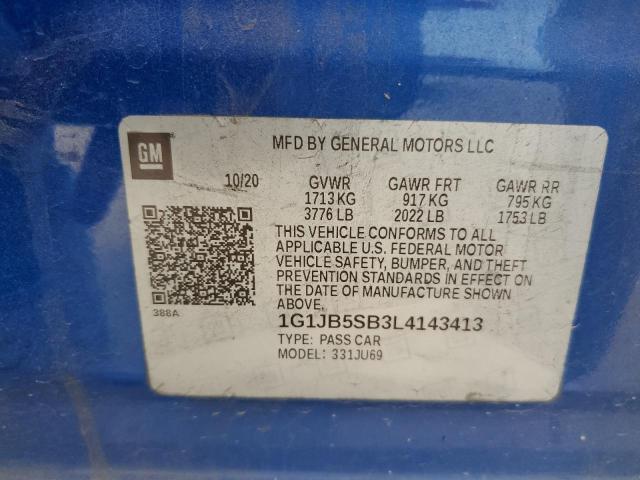 GM
MFD BY GENERAL MOTORS LLC
10/20 GVWR GAWR FRT GAWR RR
1713 KG 917 KG 795 KG
3776 LB 2022 LB 1753 LB
THIS VEHICLE CONFORMS TO ALL
APPLICABLE U.S. FEDERAL MOTOR
VEHICLE SAFETY, BUMPER, AND THEFT
PREVENTION STANDARDS IN EFFECT ON
THE DATE OF MANUFACTURE SHOWN
ABOVE.
388A
1G1JB5SB3L4143413
TYPE: PASS CAR
MODEL: 331JU69